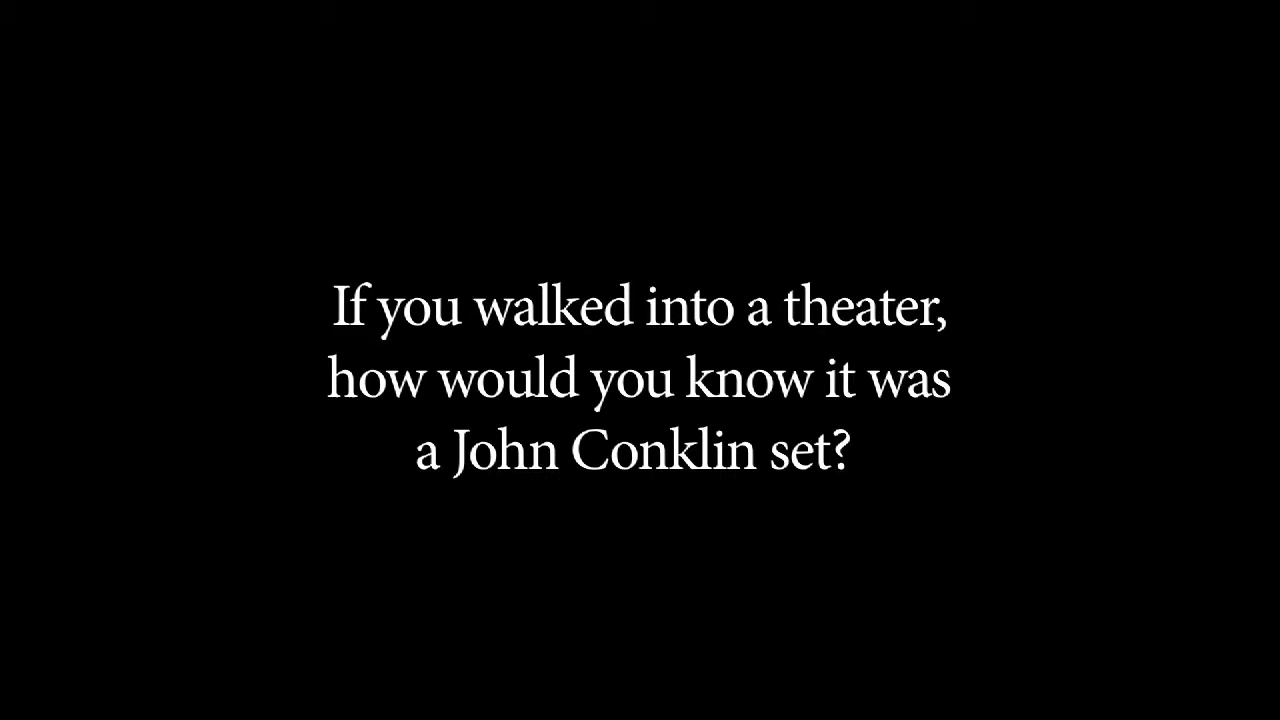 If you walked into a theater,
how would you know it was
a John Conklin set?